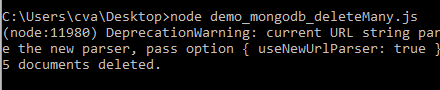 C:\Users\cva\Desktop>node demo_mongodb_deleteMany.js
(node:11980) DeprecationWarning: current URL string par
e the new parser, pass option { useNewUrlParser: true }
5 documents deleted.